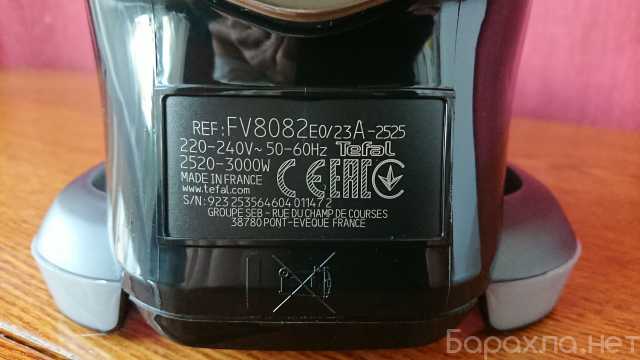 REF:FV8082E0/23A-2525
220-240V~ 50-60Hz Tefal
2520-3000W
MADE IN FRANCE
www.tefal.com
S/N:923 253564604 011472
GROUPE SEB - RUE DU CHAMP DE COURSES
38780 PONT-EVEQUE FRANCE
Барахла.нет